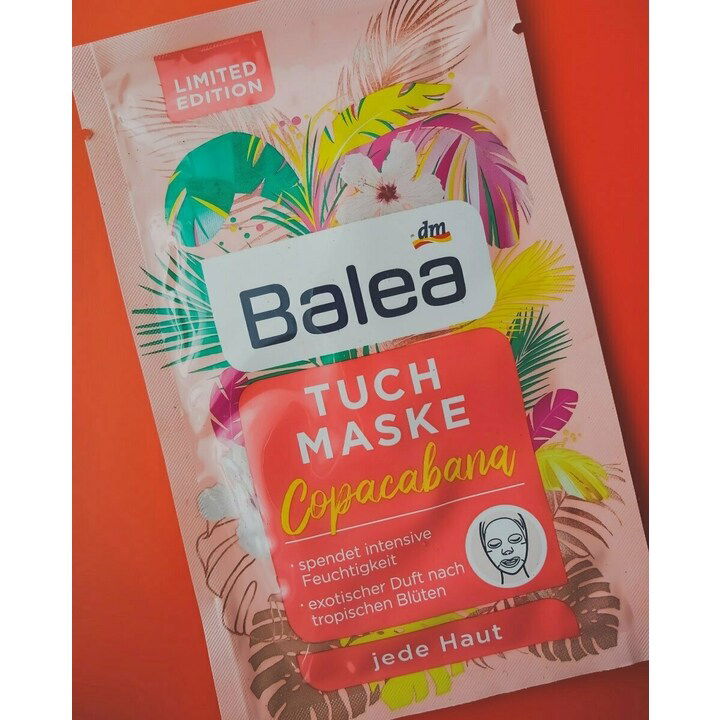 LIMITED
EDITION
dm
Balea
TUCH
MASKE
Copacabana
· spendet intensive
Feuchtigkeit
· exotischer Duft nach
tropischen Blüten
jede Haut